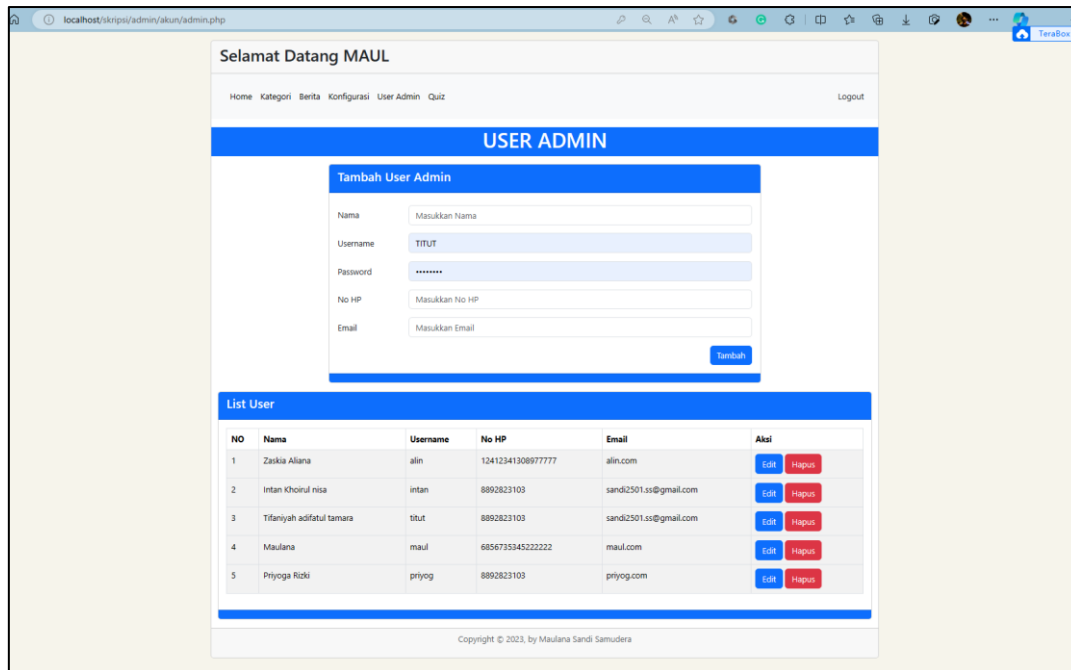 localhost/skripsi/admin/akun/admin.php
TeraBox
Selamat Datang MAUL
Home Kategori Berita Konfigurasi User Admin Quiz Logout
USER ADMIN
Tambah User Admin
Nama Masukkan Nama
Username TITUT
Password ••••••••
No HP Masukkan No HP
Email Masukkan Email
Tambah
List User
NO Nama Username No HP Email Aksi
1 Zaskia Aliana alin 12412341308977777 alin.com Edit Hapus
2 Intan Khoirul nisa intan 8892823103 sandi2501.ss@gmail.com Edit Hapus
3 Tifaniyah adifatul tamara titut 8892823103 sandi2501.ss@gmail.com Edit Hapus
4 Maulana maul 6856735345222222 maul.com Edit Hapus
5 Priyoga Rizki priyog 8892823103 priyog.com Edit Hapus
Copyright © 2023, by Maulana Sandi Samudera